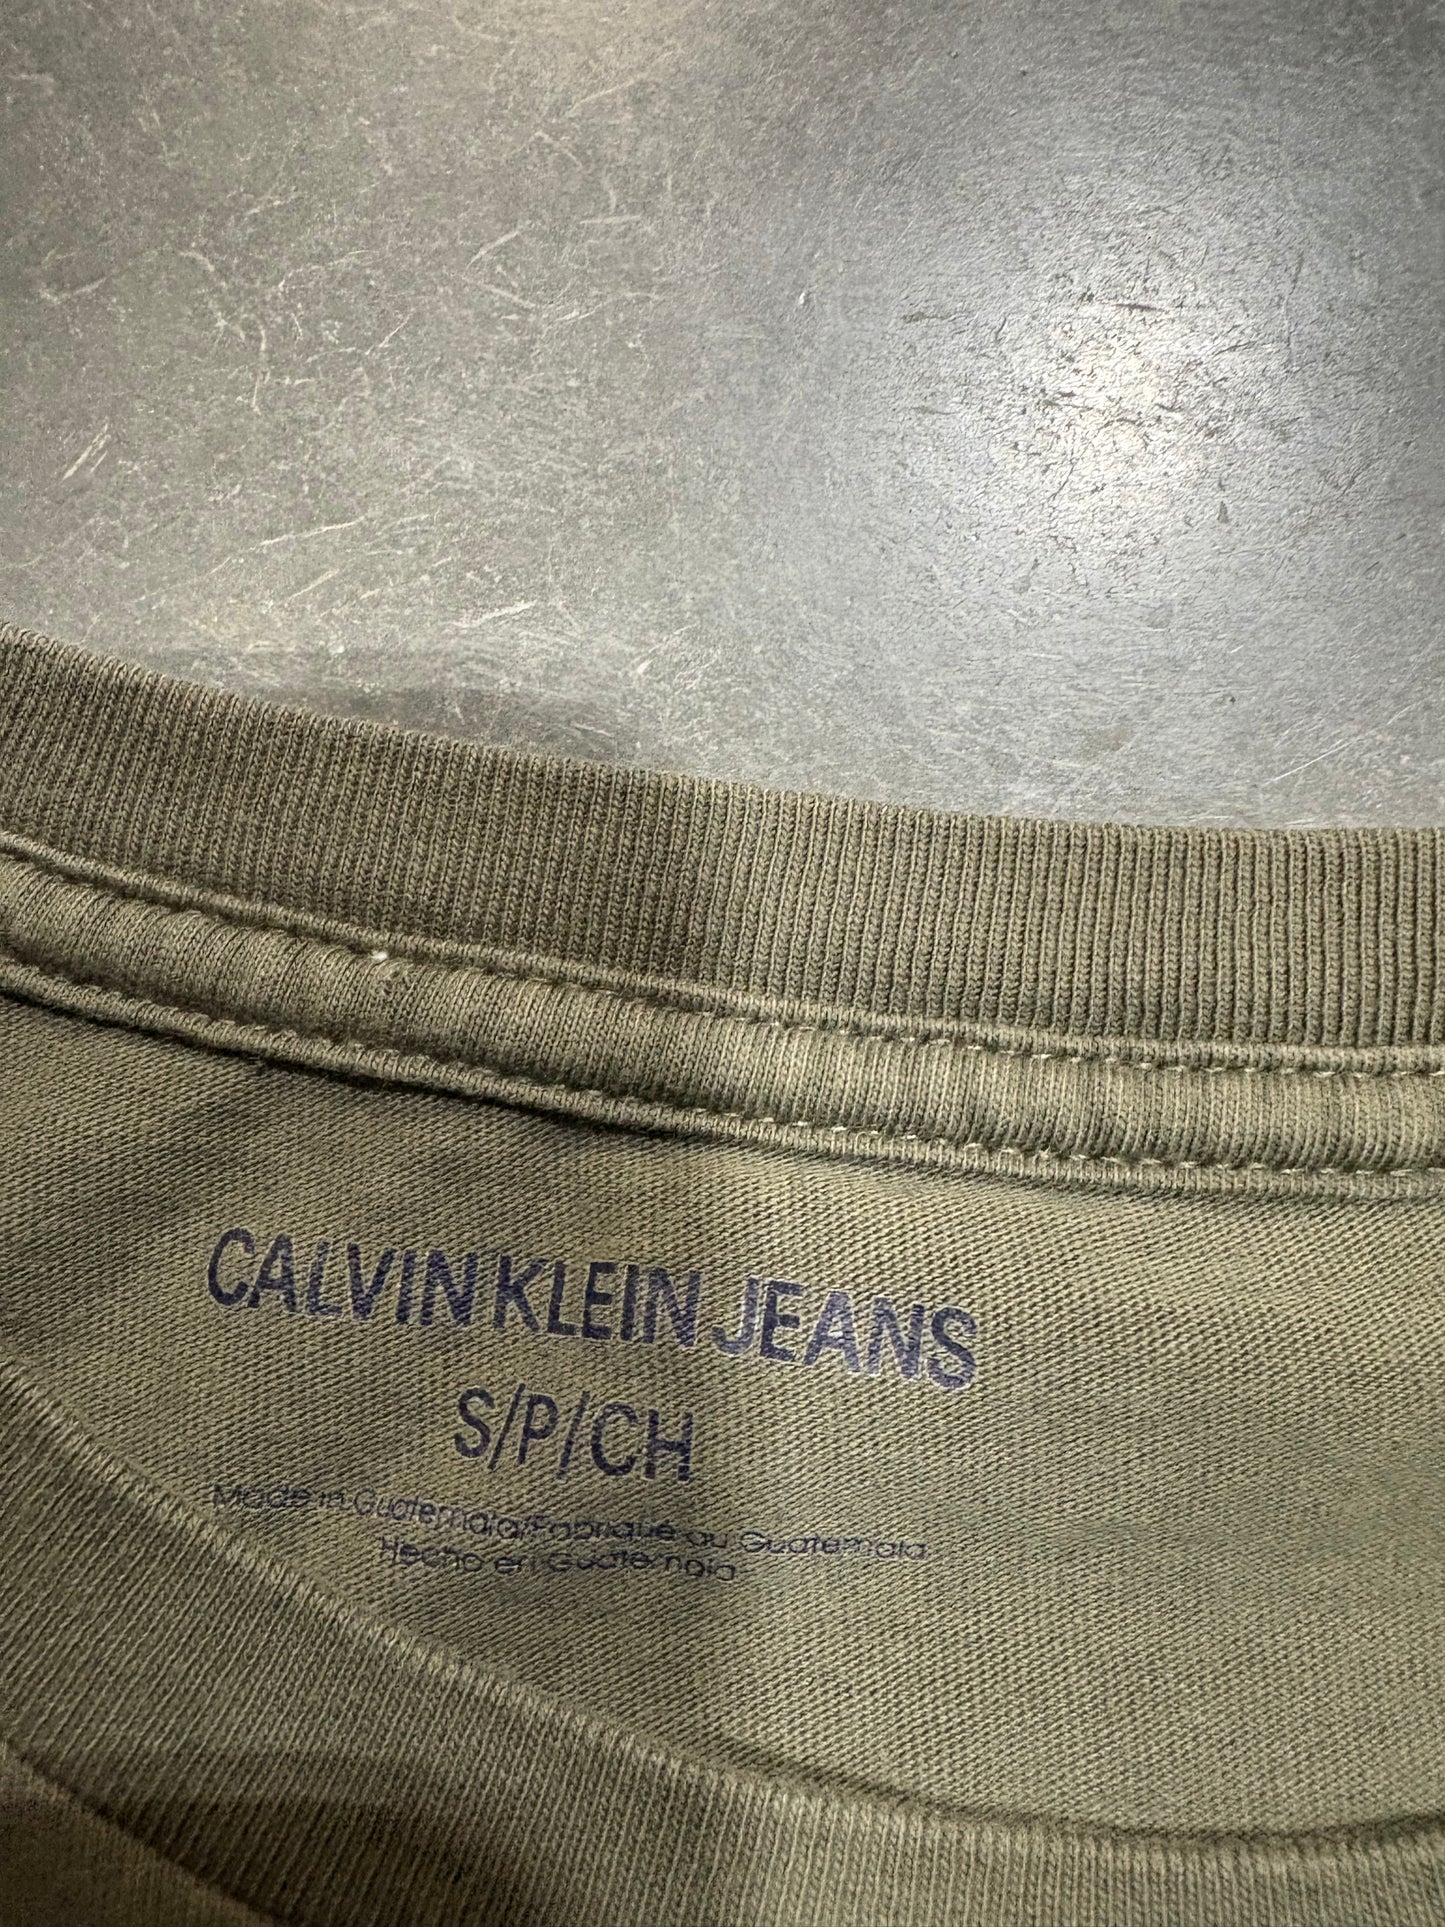 CALVIN KLEIN JEANS
S/P/CH
Made in Guatemala/Fabriqué au Guatemala
Hecho en Guatemala